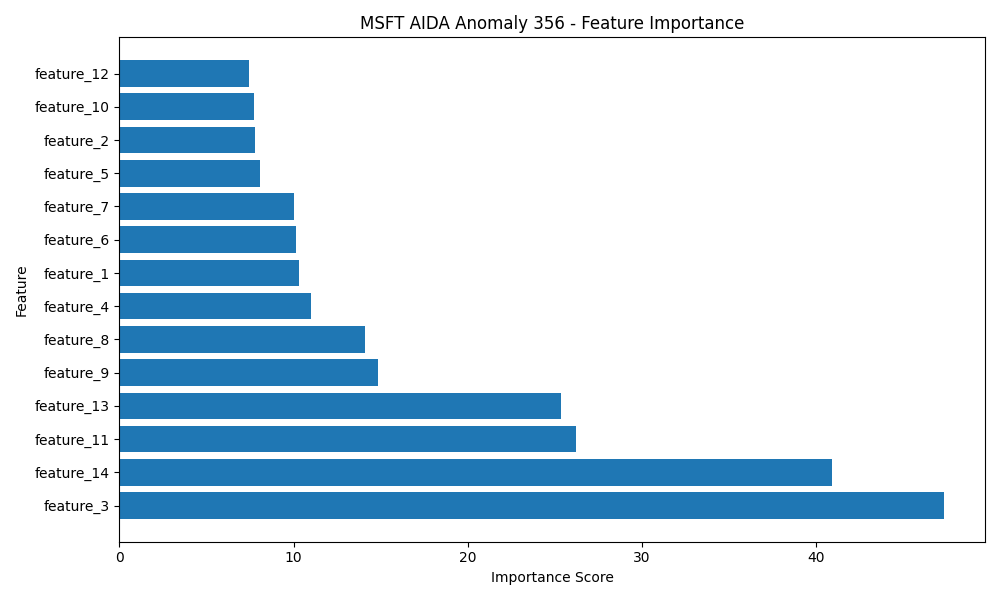 MSFT AIDA Anomaly 356 - Feature Importance
feature_12
feature_10
feature_2
feature_5
feature_7
feature_6
feature_1
feature_4
feature_8
feature_9
feature_13
feature_11
feature_14
feature_3
Feature
0 10 20 30 40
Importance Score